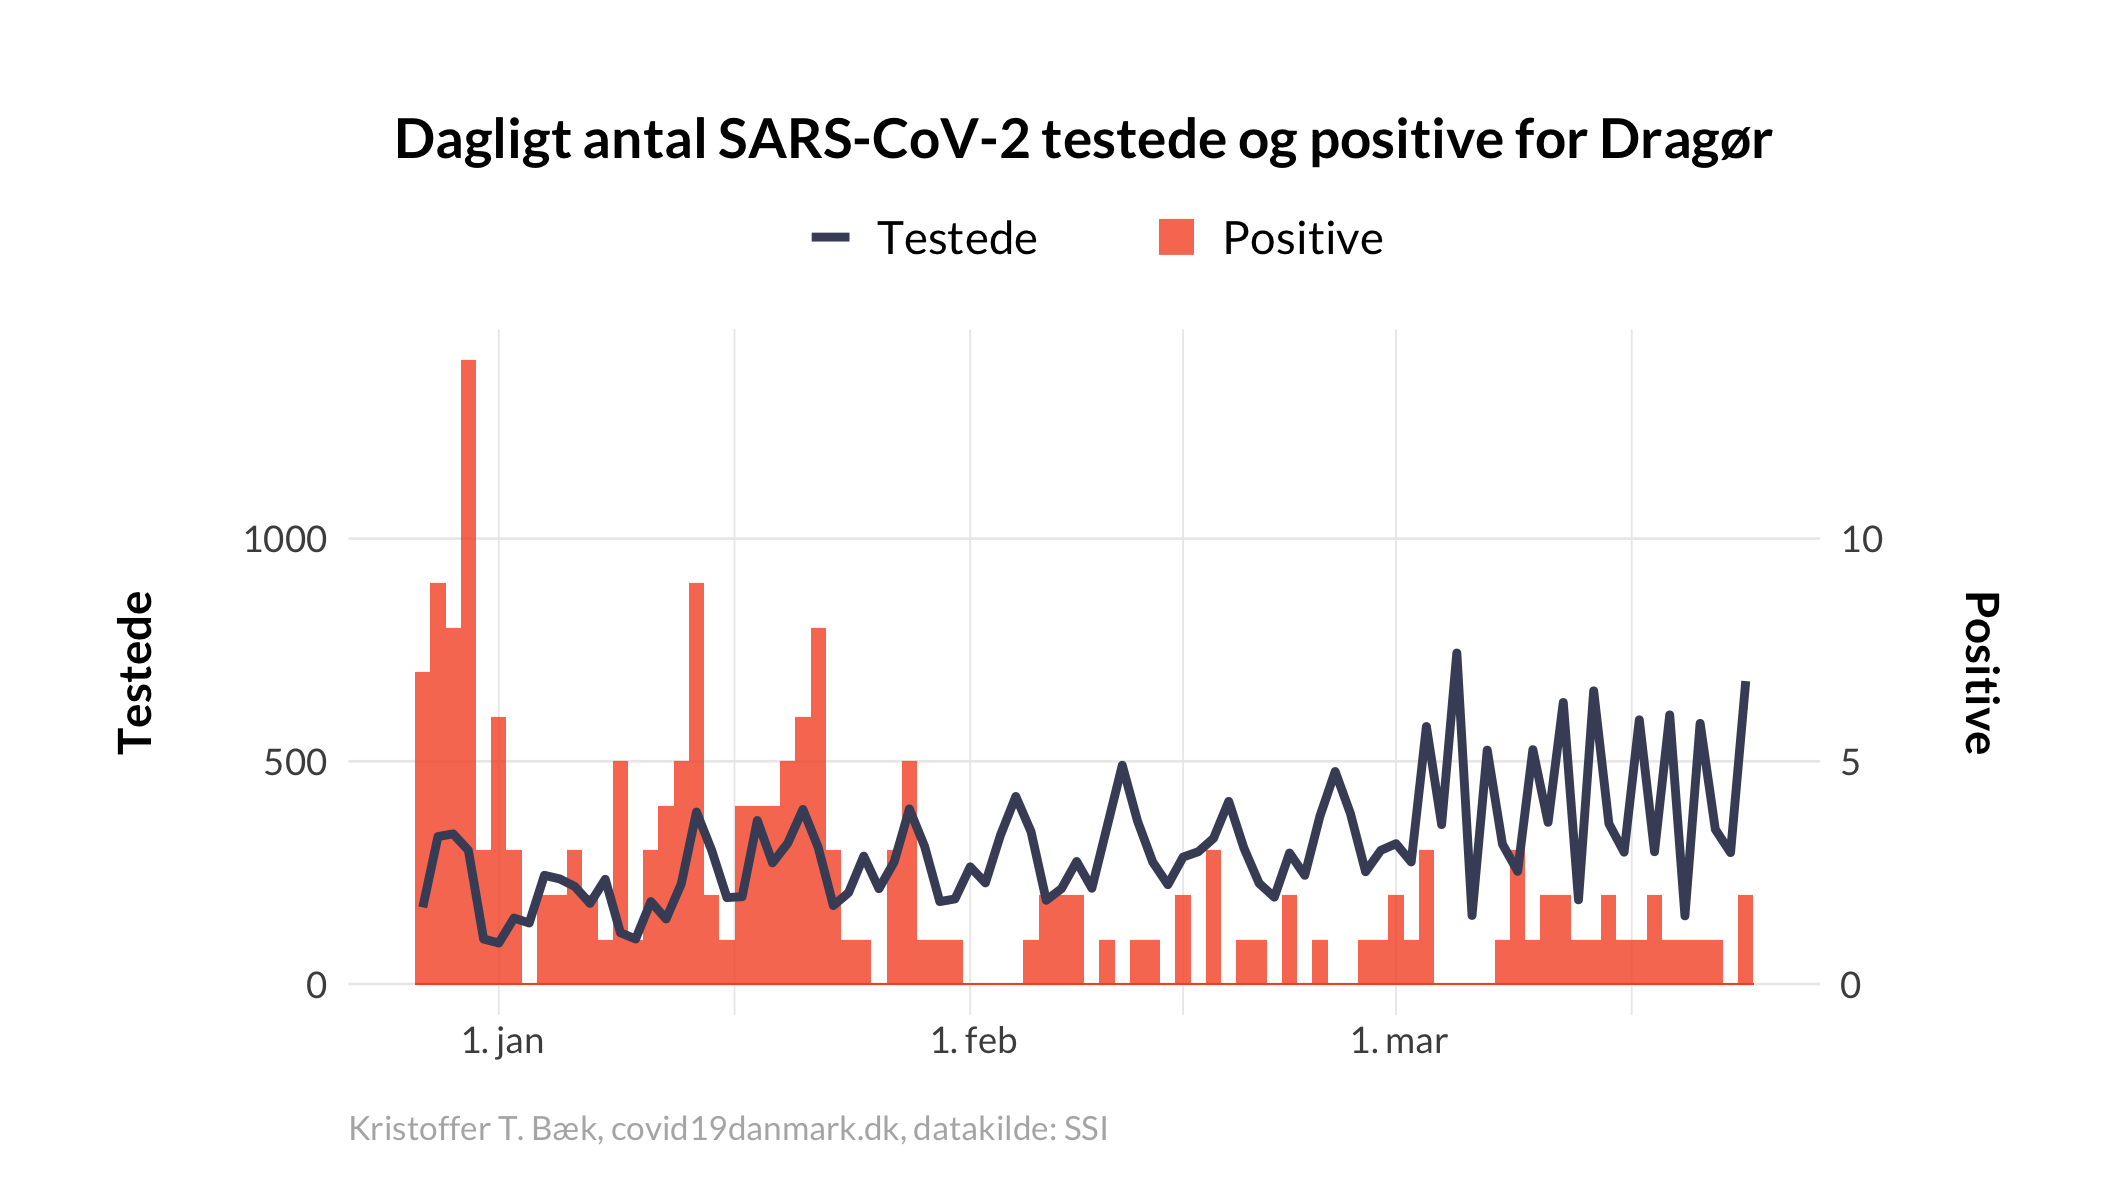 Dagligt antal SARS-CoV-2 testede og positive for Dragør
Testede
Positive
1000
500
0
10
5
0
Testede
Positive
1. jan
1. feb
1. mar
Kristoffer T. Bæk, covid19danmark.dk, datakilde: SSI